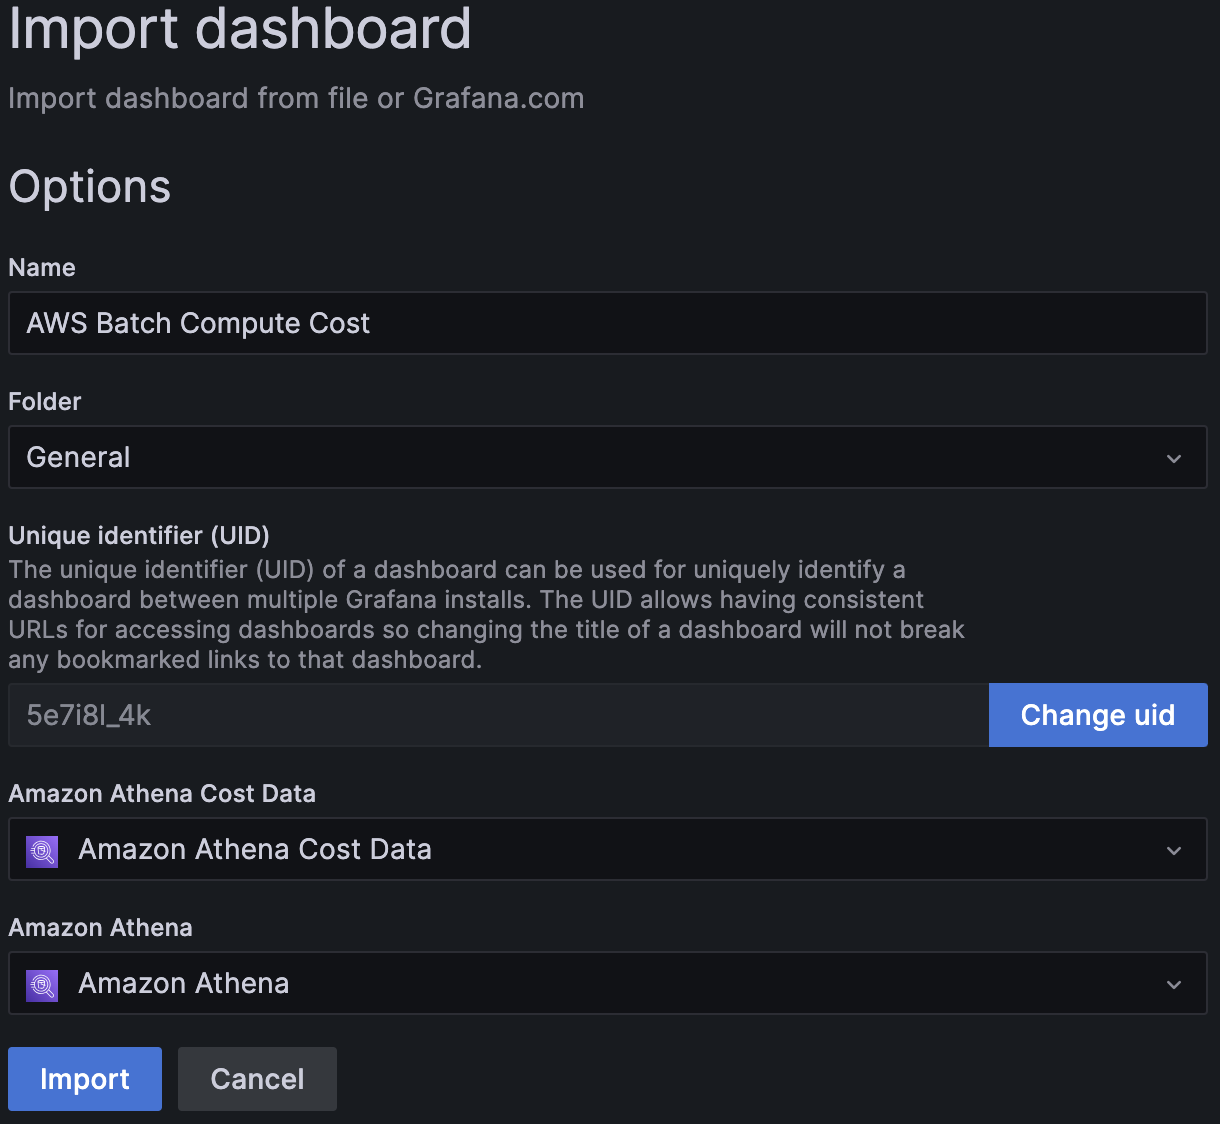 Import dashboard
Import dashboard from file or Grafana.com
Options
Name
AWS Batch Compute Cost
Folder
General
Unique identifier (UID)
The unique identifier (UID) of a dashboard can be used for uniquely identify a
dashboard between multiple Grafana installs. The UID allows having consistent
URLs for accessing dashboards so changing the title of a dashboard will not break
any bookmarked links to that dashboard.
5e7i8l_4k
Change uid
Amazon Athena Cost Data
Amazon Athena Cost Data
Amazon Athena
Amazon Athena
Import
Cancel